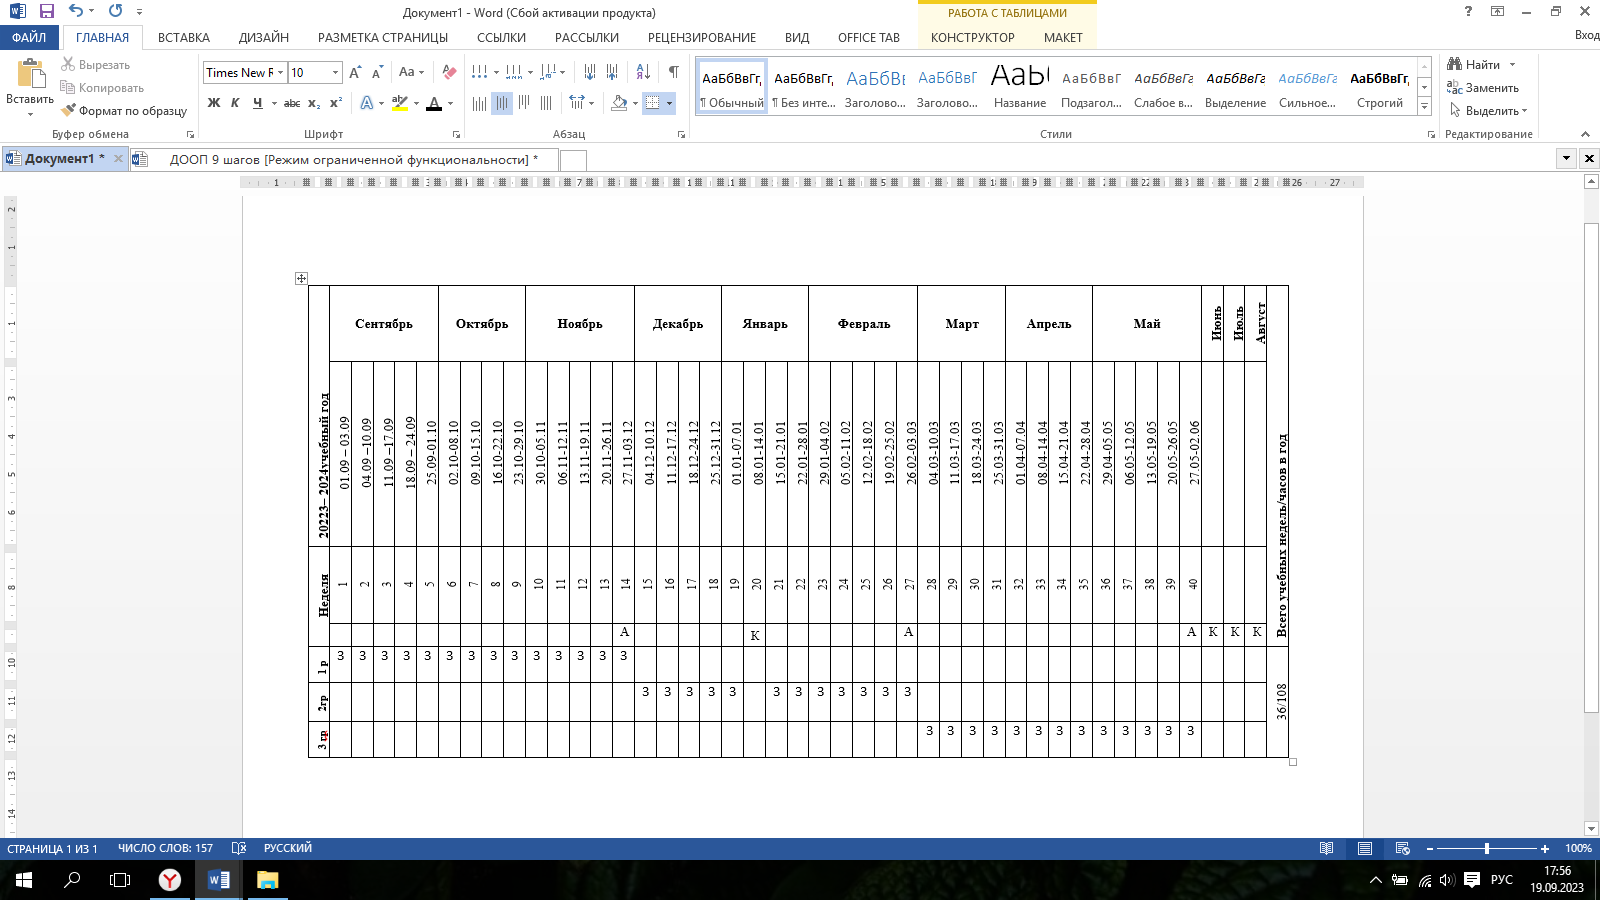 Документ1 - Word (Сбой активации продукта)
РАБОТА С ТАБЛИЦАМИ
ФАЙЛ ГЛАВНАЯ ВСТАВКА ДИЗАЙН РАЗМЕТКА СТРАНИЦЫ ССЫЛКИ РАССЫЛКИ РЕЦЕНЗИРОВАНИЕ ВИД OFFICE TAB КОНСТРУКТОР МАКЕТ Вход
Вставить
Вырезать
Копировать
Формат по образцу
Буфер обмена
Times New R 10
Ж К Ч abc x₂ x²
Шрифт
Абзац
АаБбВвГг, АаБбВвГг, АаБбВв АаБбВвГ АаБ АаБбВвГ АаБбВвГг АаБбВвГг АаБбВвГг АаБбВвГг,
¶ Обычный ¶ Без инте... Заголово... Заголово... Название Подзагол... Слабое в... Выделение Сильное... Строгий
Стили
Найти
Заменить
Выделить
Редактирование
Документ1 * ДООП 9 шагов [Режим ограниченной функциональности] *
20223– 2024учебный год
Сентябрь Октябрь Ноябрь Декабрь Январь Февраль Март Апрель Май Июнь Июль Август
Всего учебных недель/часов в год
01.09 – 03.09 04.09 –10.09 11.09 –17.09 18.09 – 24.09 25.09-01.10 02.10-08.10 09.10-15.10 16.10-22.10 23.10-29.10 30.10-05.11 06.11-12.11 13.11-19.11 20.11-26.11 27.11-03.12 04.12-10.12 11.12-17.12 18.12-24.12 25.12-31.12 01.01-07.01 08.01-14.01 15.01-21.01 22.01-28.01 29.01-04.02 05.02-11.02 12.02-18.02 19.02-25.02 26.02-03.03 04.03-10.03 11.03-17.03 18.03-24.03 25.03-31.03 01.04-07.04 08.04-14.04 15.04-21.04 22.04-28.04 29.04-05.05 06.05-12.05 13.05-19.05 20.05-26.05 27.05-02.06
Неделя 1 2 3 4 5 6 7 8 9 10 11 12 13 14 15 16 17 18 19 20 21 22 23 24 25 26 27 28 29 30 31 32 33 34 35 36 37 38 39 40
А К А А К К К
1 р 3 3 3 3 3 3 3 3 3 3 3 3 3 3
2гр 3 3 3 3 3 3 3 3 3 3 3 3
3 гр 3 3 3 3 3 3 3 3 3 3 3 3 3
36/108
СТРАНИЦА 1 ИЗ 1 ЧИСЛО СЛОВ: 157 РУССКИЙ 100%
РУС
17:56
19.09.2023